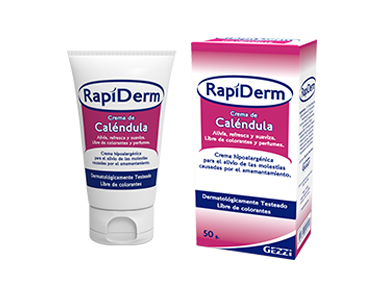 RapíDerm
Crema de
Caléndula
Alivia, refresca y suaviza.
Libre de colorantes y perfumes.
Crema hipoalergénica
para el alivio de las molestias
causadas por el amamantamiento.
Dermatológicamente Testeado
Libre de colorantes
RapíDerm
Crema de
Caléndula
Alivia, refresca y suaviza.
Libre de colorantes y perfumes.
Crema hipoalergénica
para el alivio de las molestias
causadas por el amamantamiento.
Dermatológicamente Testeado
Libre de colorantes
50 g
GEZZI